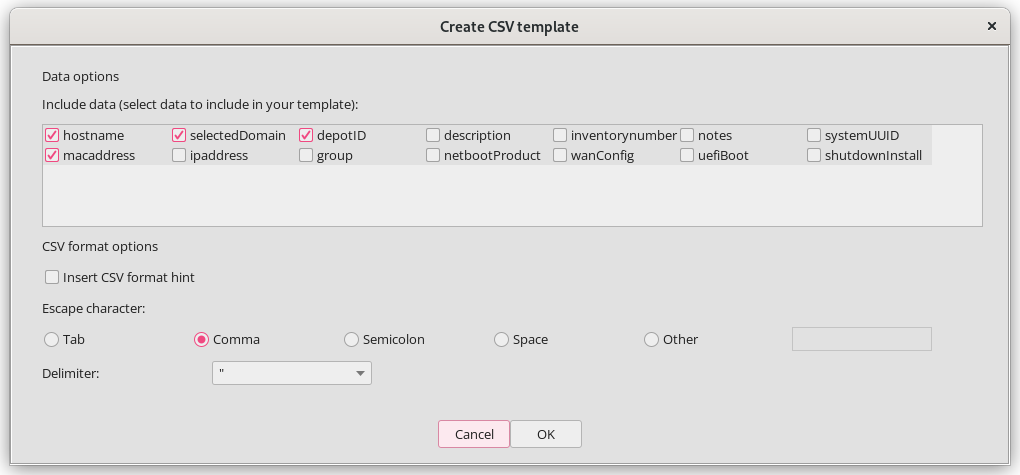 Create CSV template ×
Data options
Include data (select data to include in your template):
hostname selectedDomain depotID description inventorynumber notes systemUUID
macaddress ipaddress group netbootProduct wanConfig uefiBoot shutdownInstall
CSV format options
Insert CSV format hint
Escape character:
Tab Comma Semicolon Space Other
Delimiter: "
Cancel OK